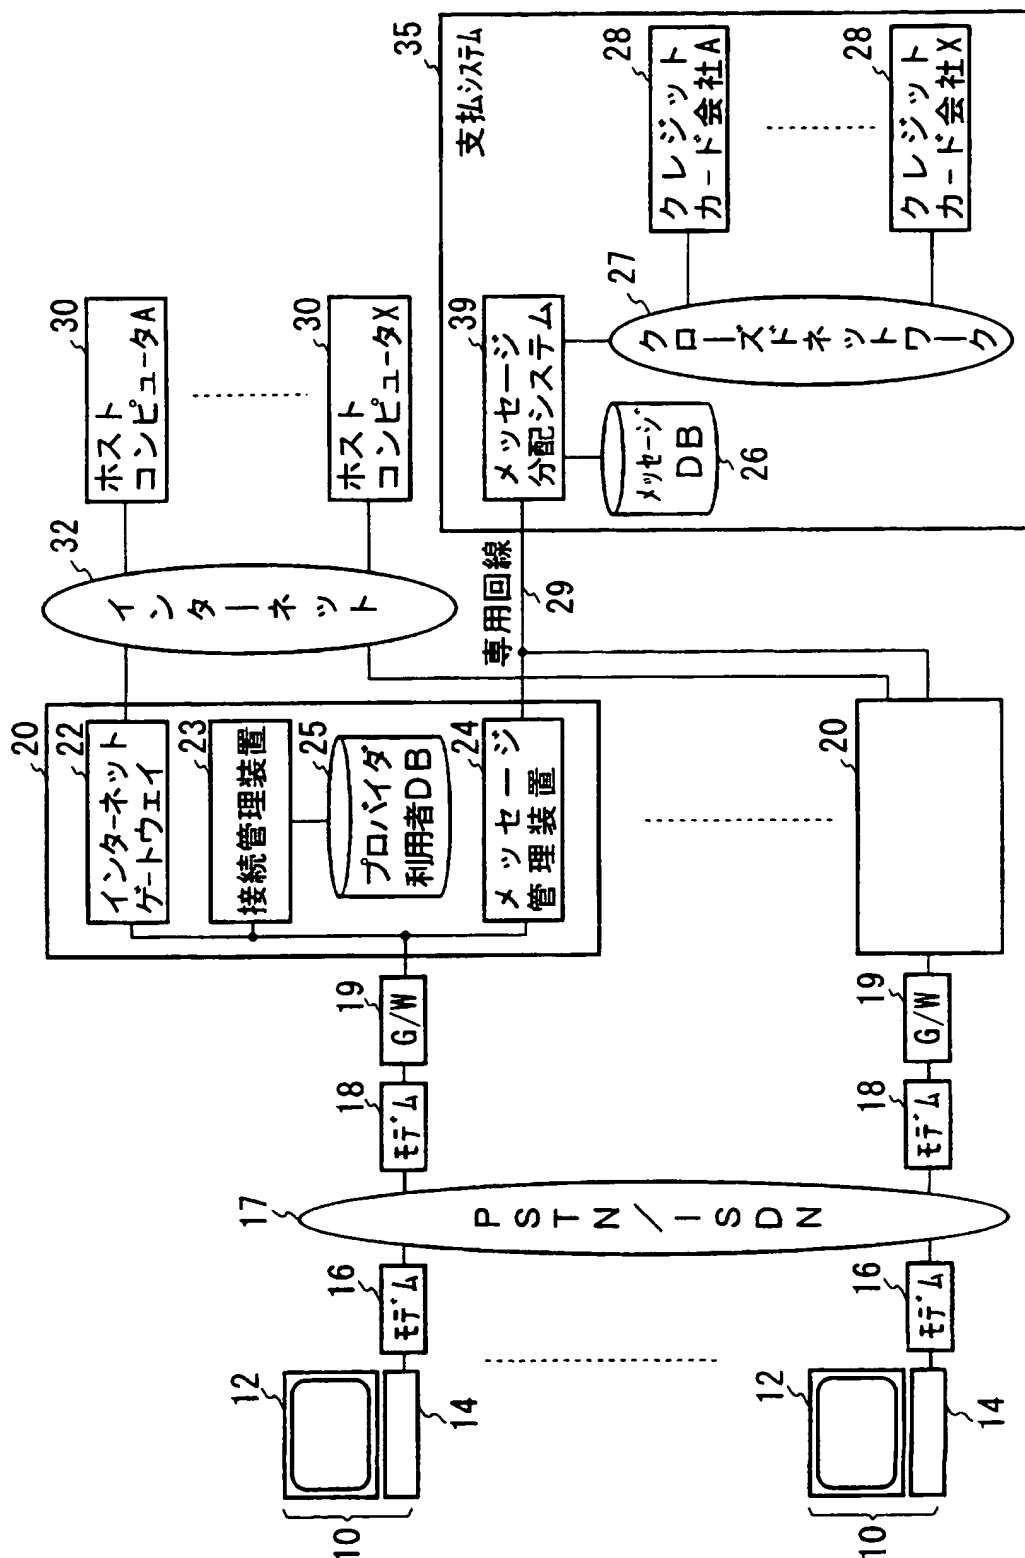 10
12
14
16
モデム
17
PSTN/ISDN
18
モデム
19
G/W
20
22
インターネット
ゲートウェイ
23
接続管理装置
25
プロバイダ
利用者DB
24
メッセージ
管理装置
32
インターネット
専用回線
29
30
ホスト
コンピュータA
30
ホスト
コンピュータX
35
支払システム
39
メッセージ
分配システム
メッセージ
DB
26
27
クローズドネットワーク
28
クレジット
カード会社A
28
クレジット
カード会社X
10
12
14
16
モデム
18
モデム
19
G/W
20